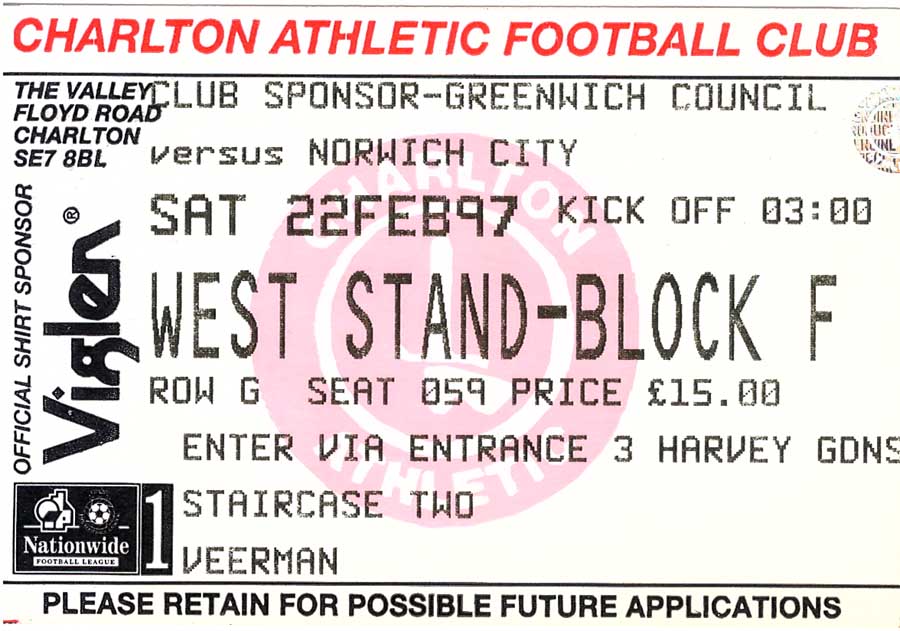 CHARLTON ATHLETIC FOOTBALL CLUB
THE VALLEY
FLOYD ROAD
CHARLTON
SE7 8BL
CLUB SPONSOR-GREENWICH COUNCIL
versus NORWICH CITY
SAT 22FEB97 KICK OFF 03:00
WEST STAND-BLOCK F
ROW G SEAT 059 PRICE £15.00
ENTER VIA ENTRANCE 3 HARVEY GDNS
STAIRCASE TWO
VEERMAN
OFFICIAL SHIRT SPONSOR
Viglen®
CHARLTON
ATHLETIC
Nationwide
FOOTBALL LEAGUE
1
PLEASE RETAIN FOR POSSIBLE FUTURE APPLICATIONS